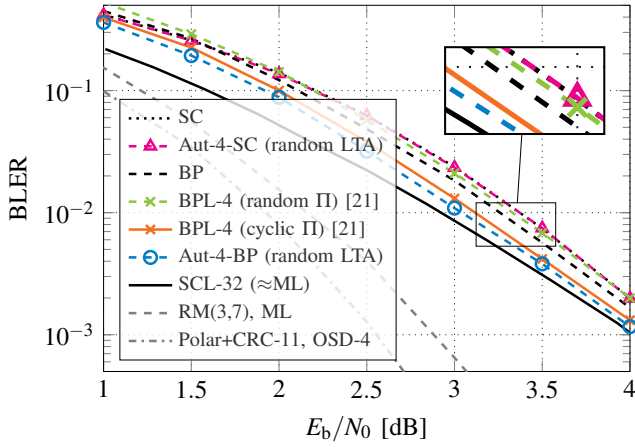 10⁻¹
10⁻²
10⁻³
BLER
SC
Aut-4-SC (random LTA)
BP
BPL-4 (random Π) [21]
BPL-4 (cyclic Π) [21]
Aut-4-BP (random LTA)
SCL-32 (≈ML)
RM(3,7), ML
Polar+CRC-11, OSD-4
1 1.5 2 2.5 3 3.5 4
E_b/N_0 [dB]